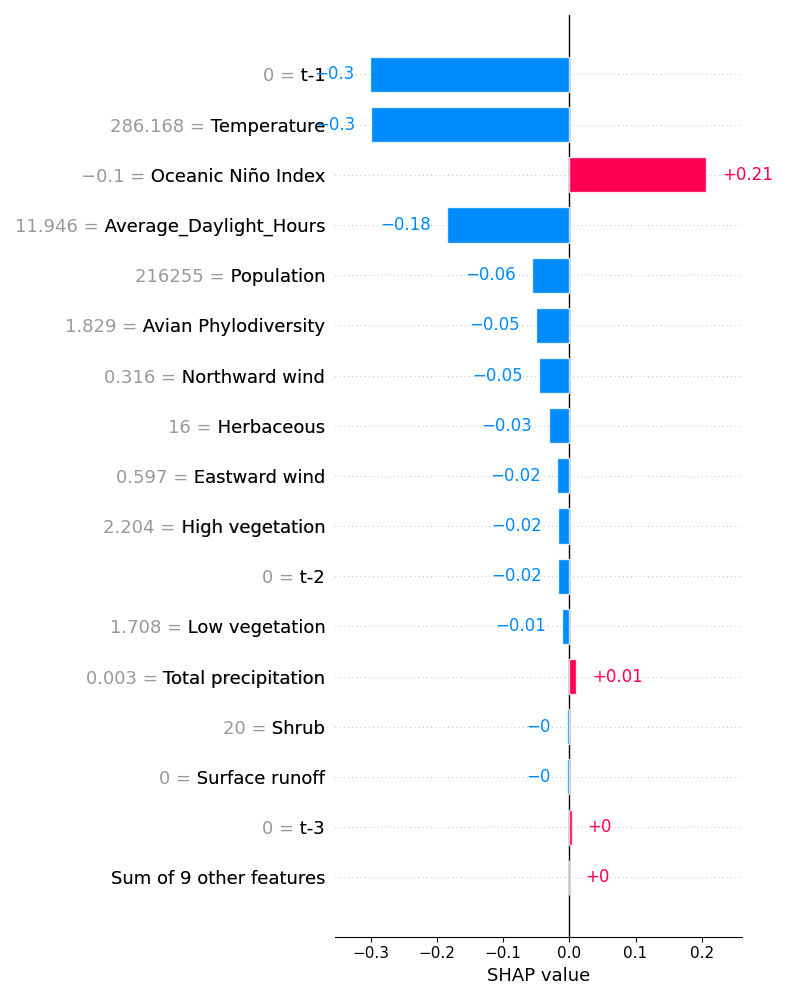 0 = t-1 −0.3
286.168 = Temperature −0.3
−0.1 = Oceanic Niño Index +0.21
11.946 = Average_Daylight_Hours −0.18
216255 = Population −0.06
1.829 = Avian Phylodiversity −0.05
0.316 = Northward wind −0.05
16 = Herbaceous −0.03
0.597 = Eastward wind −0.02
2.204 = High vegetation −0.02
0 = t-2 −0.02
1.708 = Low vegetation −0.01
0.003 = Total precipitation +0.01
20 = Shrub −0
0 = Surface runoff −0
0 = t-3 +0
Sum of 9 other features +0
−0.3 −0.2 −0.1 0.0 0.1 0.2
SHAP value